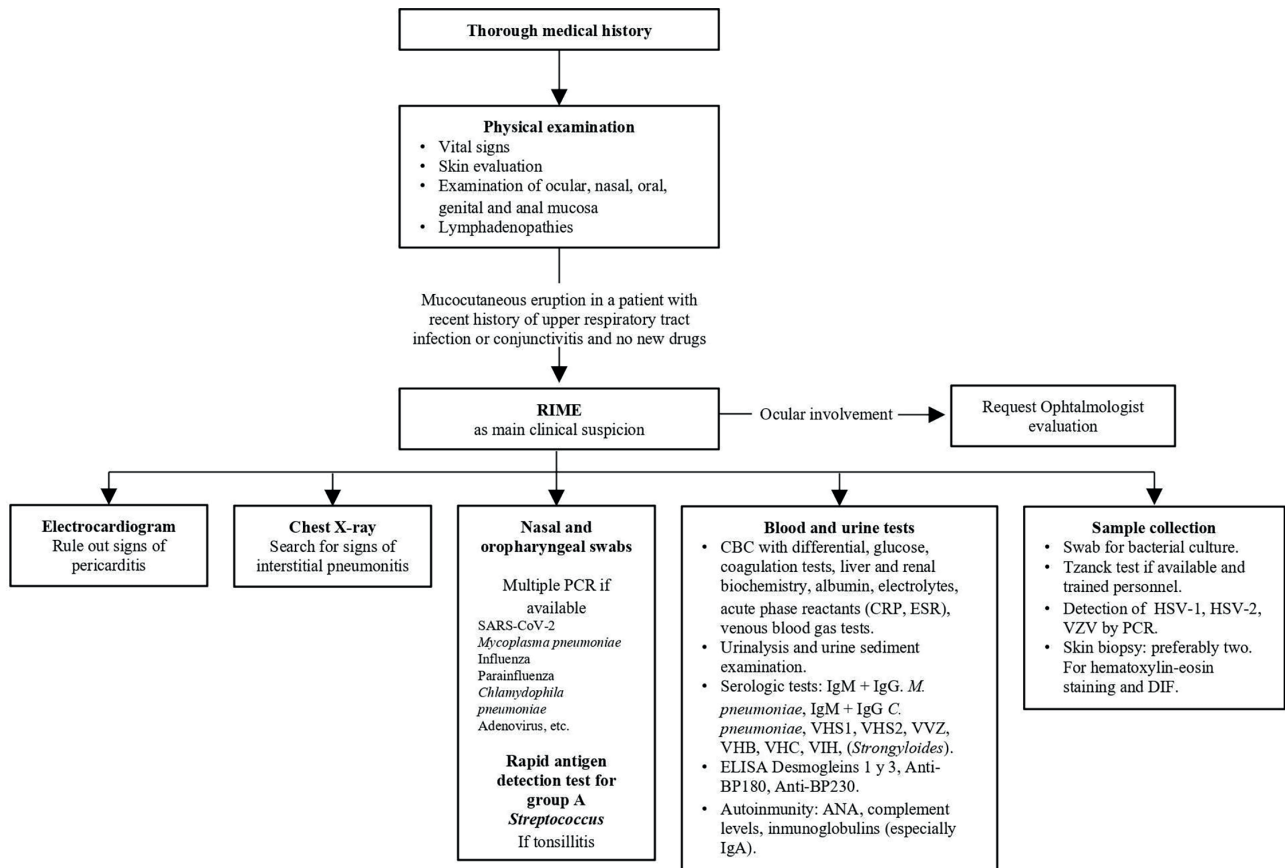 Thorough medical history
Physical examination
• Vital signs
• Skin evaluation
• Examination of ocular, nasal, oral,
genital and anal mucosa
• Lymphadenopathies
Mucocutaneous eruption in a patient with
recent history of upper respiratory tract
infection or conjunctivitis and no new drugs
RIME
as main clinical suspicion
Ocular involvement
Request Ophtalmologist
evaluation
Electrocardiogram
Rule out signs of
pericarditis
Chest X-ray
Search for signs of
interstitial pneumonitis
Nasal and
oropharyngeal swabs
Multiple PCR if
available
SARS-CoV-2
Mycoplasma pneumoniae
Influenza
Parainfluenza
Chlamydophila
pneumoniae
Adenovirus, etc.
Rapid antigen
detection test for
group A
Streptococcus
If tonsillitis
Blood and urine tests
• CBC with differential, glucose,
coagulation tests, liver and renal
biochemistry, albumin, electrolytes,
acute phase reactants (CRP, ESR),
venous blood gas tests.
• Urinalysis and urine sediment
examination.
• Serologic tests: IgM + IgG. M.
pneumoniae, IgM + IgG C.
pneumoniae, VHS1, VHS2, VVZ,
VHB, VHC, VIH, (Strongyloides).
• ELISA Desmogleins 1 y 3, Anti-
BP180, Anti-BP230.
• Autoinmunity: ANA, complement
levels, inmunoglobulins (especially
IgA).
Sample collection
• Swab for bacterial culture.
• Tzanck test if available and
trained personnel.
• Detection of HSV-1, HSV-2,
VZV by PCR.
• Skin biopsy: preferably two.
For hematoxylin-eosin
staining and DIF.